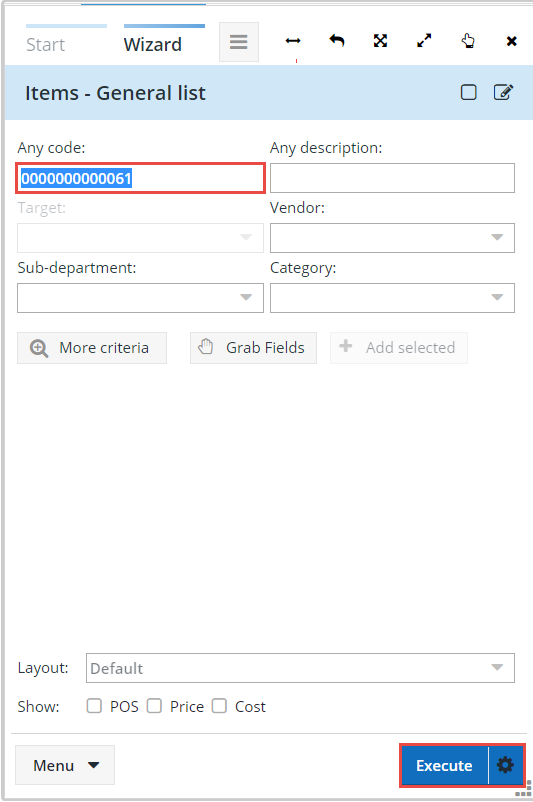 Start Wizard
Items - General list
Any code: Any description:
0000000000061
Target: Vendor:
Sub-department: Category:
More criteria Grab Fields Add selected
Layout: Default
Show: POS Price Cost
Menu Execute